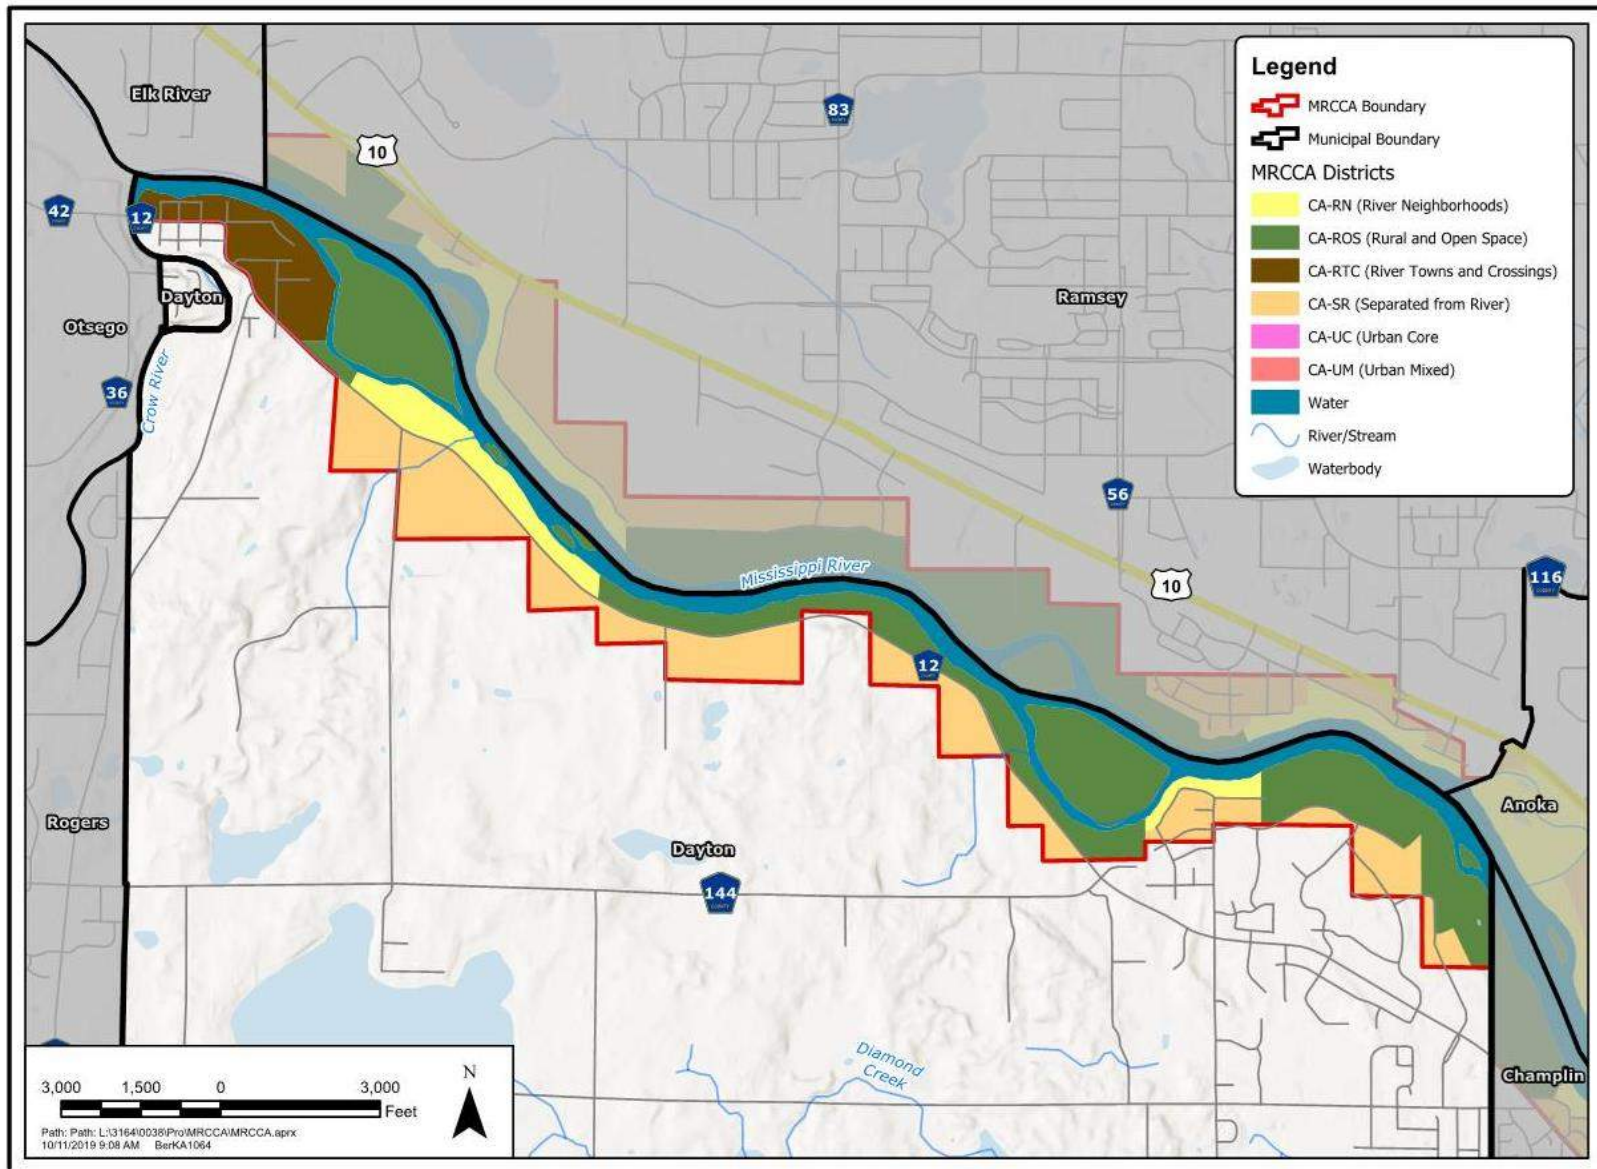 Elk River
10
83
42
12
Dayton
Otsego
36
Crow River
Ramsey
Legend
MRCCA Boundary
Municipal Boundary
MRCCA Districts
CA-RN (River Neighborhoods)
CA-ROS (Rural and Open Space)
CA-RTC (River Towns and Crossings)
CA-SR (Separated from River)
CA-UC (Urban Core
CA-UM (Urban Mixed)
Water
River/Stream
Waterbody
56
Mississippi River
10
116
12
Rogers
Dayton
144
Anoka
Diamond
Creek
Champlin
3,000 1,500 0 3,000
Feet
N
Path: Path: L:\3164\0038\Pro\MRCCA\MRCCA.aprx
10/11/2019 9:08 AM BerKA1064